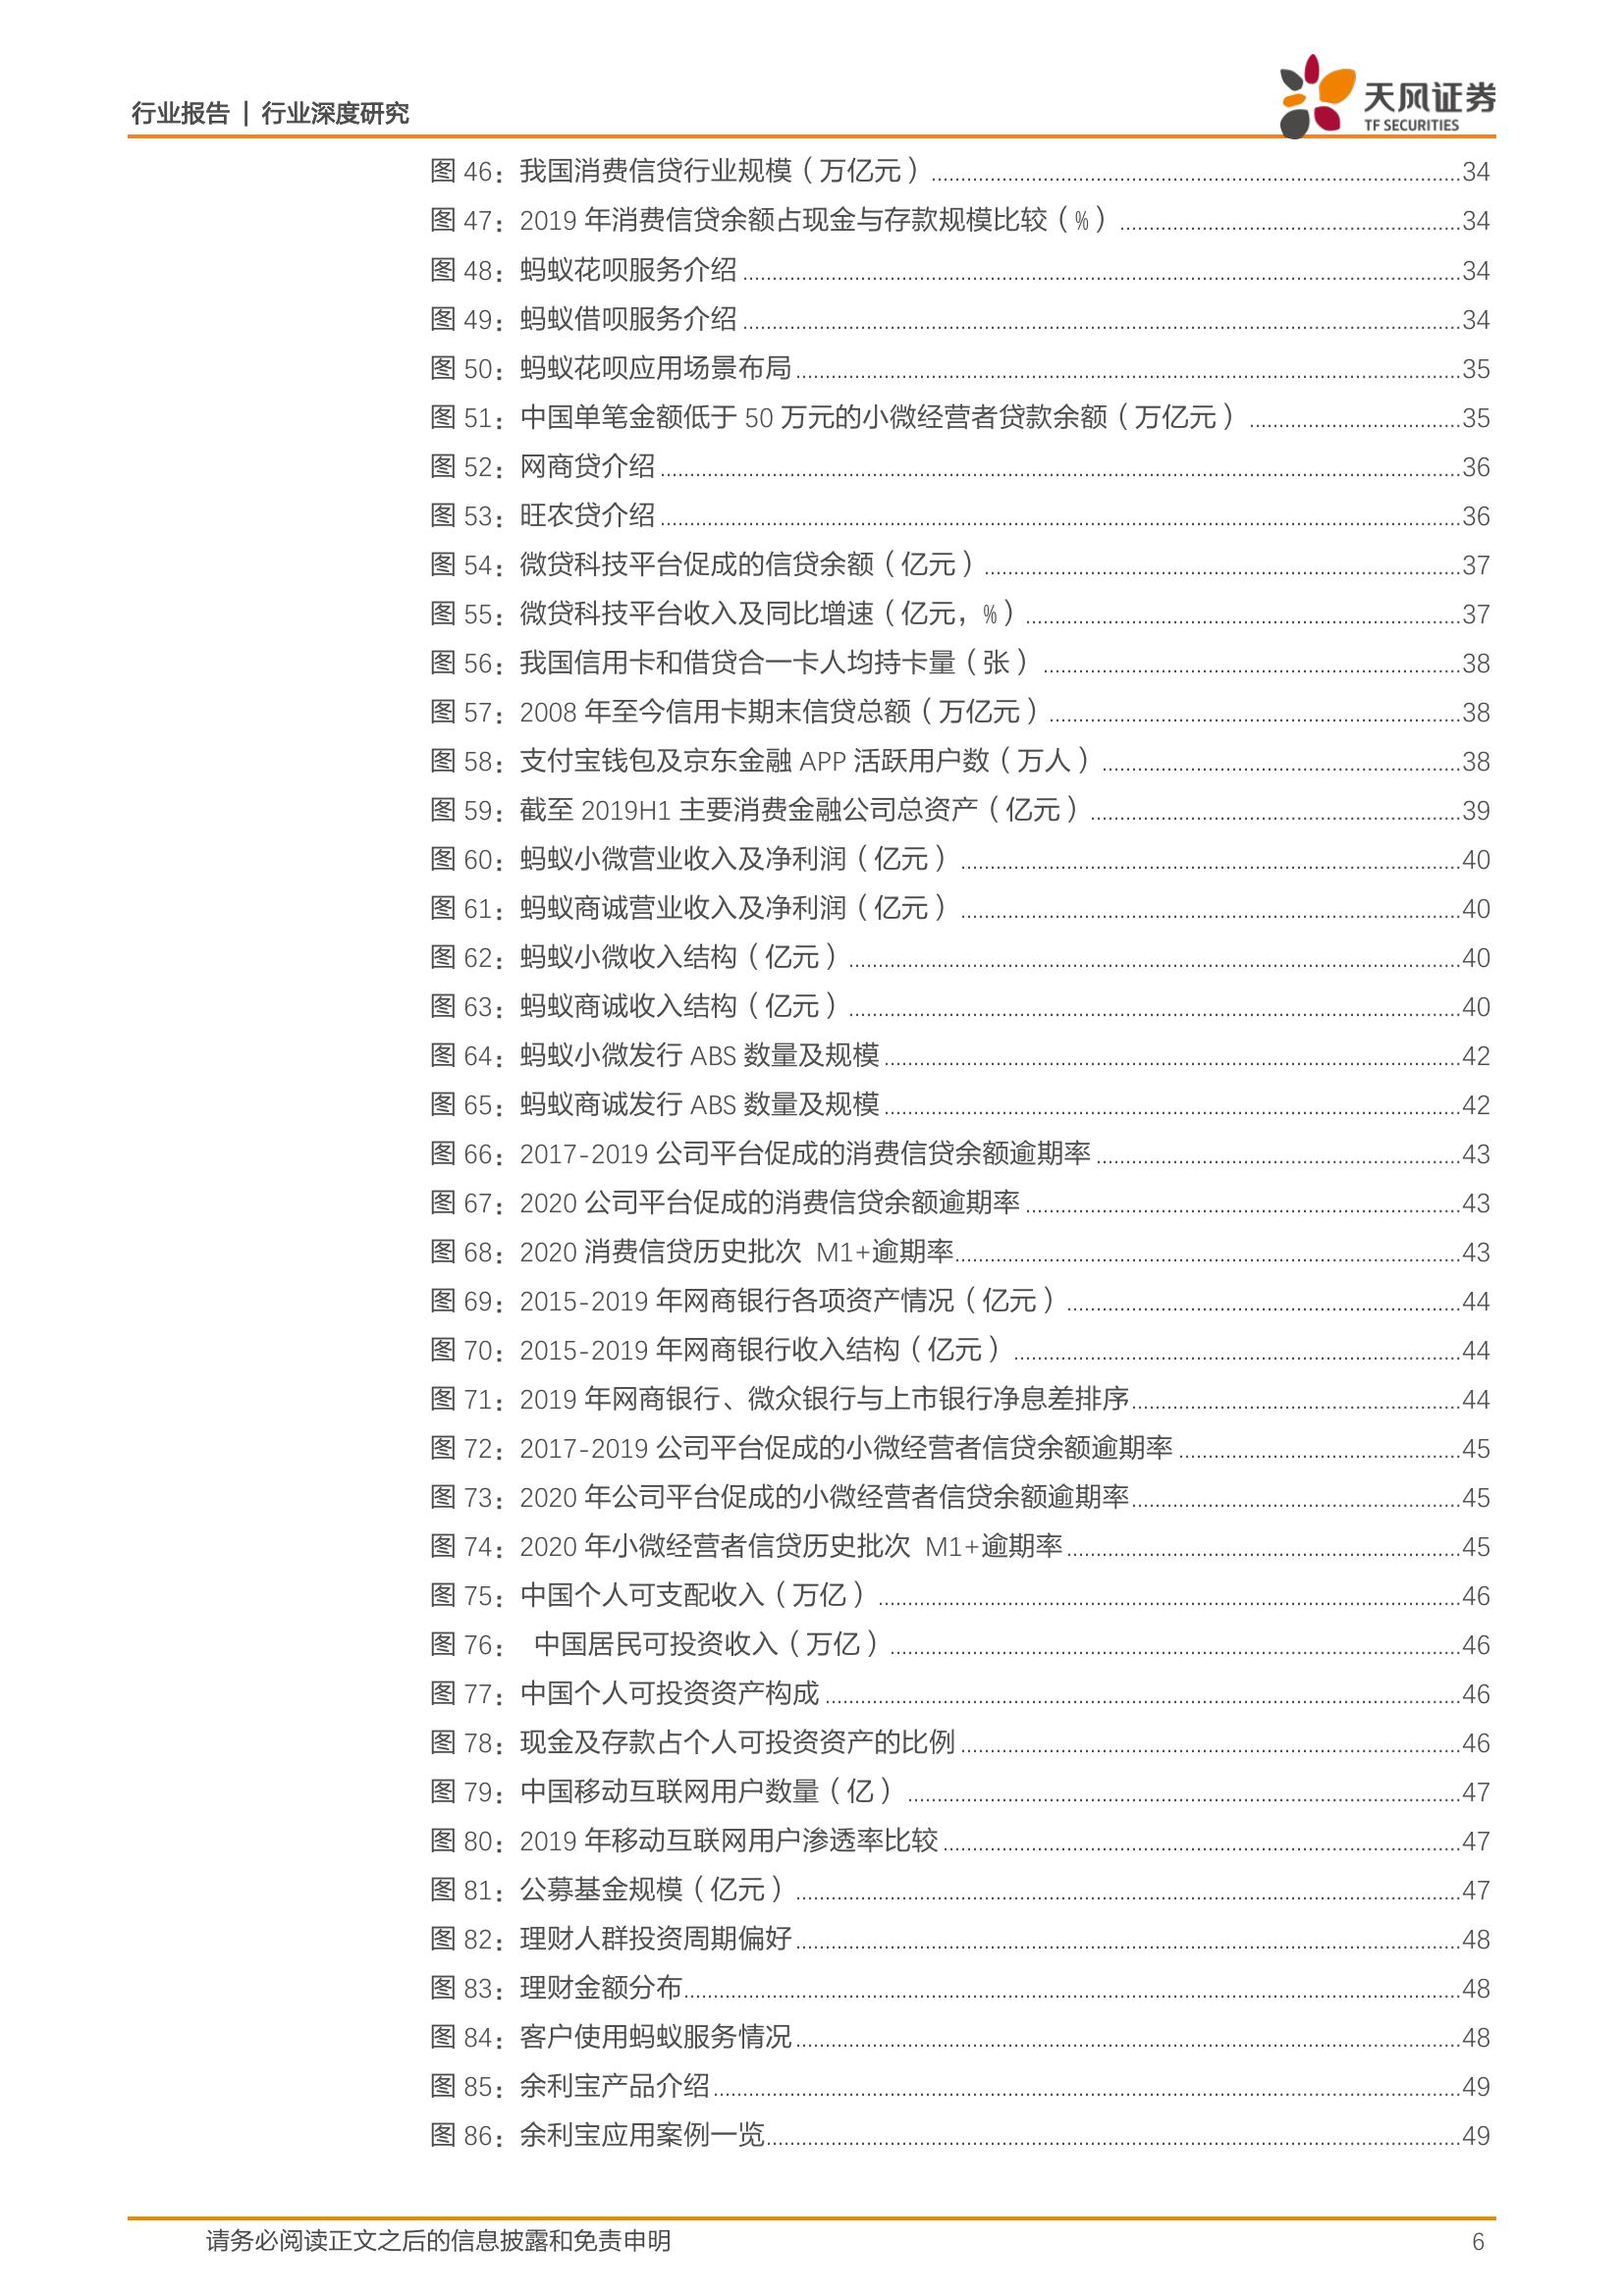 行业报告 | 行业深度研究
天风证券
TF SECURITIES
图 46：我国消费信贷行业规模（万亿元）....................34
图 47：2019 年消费信贷余额占现金与存款规模比较（%）....................34
图 48：蚂蚁花呗服务介绍....................34
图 49：蚂蚁借呗服务介绍....................34
图 50：蚂蚁花呗应用场景布局....................35
图 51：中国单笔金额低于 50 万元的小微经营者贷款余额（万亿元）....................35
图 52：网商贷介绍....................36
图 53：旺农贷介绍....................36
图 54：微贷科技平台促成的信贷余额（亿元）....................37
图 55：微贷科技平台收入及同比增速（亿元，%）....................37
图 56：我国信用卡和借贷合一卡人均持卡量（张）....................38
图 57：2008 年至今信用卡期末信贷总额（万亿元）....................38
图 58：支付宝钱包及京东金融 APP 活跃用户数（万人）....................38
图 59：截至 2019H1 主要消费金融公司总资产（亿元）....................39
图 60：蚂蚁小微营业收入及净利润（亿元）....................40
图 61：蚂蚁商诚营业收入及净利润（亿元）....................40
图 62：蚂蚁小微收入结构（亿元）....................40
图 63：蚂蚁商诚收入结构（亿元）....................40
图 64：蚂蚁小微发行 ABS 数量及规模....................42
图 65：蚂蚁商诚发行 ABS 数量及规模....................42
图 66：2017-2019 公司平台促成的消费信贷余额逾期率....................43
图 67：2020 公司平台促成的消费信贷余额逾期率....................43
图 68：2020 消费信贷历史批次 M1+逾期率....................43
图 69：2015-2019 年网商银行各项资产情况（亿元）....................44
图 70：2015-2019 年网商银行收入结构（亿元）....................44
图 71：2019 年网商银行、微众银行与上市银行净息差排序....................44
图 72：2017-2019 公司平台促成的小微经营者信贷余额逾期率....................45
图 73：2020 年公司平台促成的小微经营者信贷余额逾期率....................45
图 74：2020 年小微经营者信贷历史批次 M1+逾期率....................45
图 75：中国个人可支配收入（万亿）....................46
图 76： 中国居民可投资收入（万亿）....................46
图 77：中国个人可投资资产构成....................46
图 78：现金及存款占个人可投资资产的比例....................46
图 79：中国移动互联网用户数量（亿）....................47
图 80：2019 年移动互联网用户渗透率比较....................47
图 81：公募基金规模（亿元）....................47
图 82：理财人群投资周期偏好....................48
图 83：理财金额分布....................48
图 84：客户使用蚂蚁服务情况....................48
图 85：余利宝产品介绍....................49
图 86：余利宝应用案例一览....................49
请务必阅读正文之后的信息披露和免责申明
6